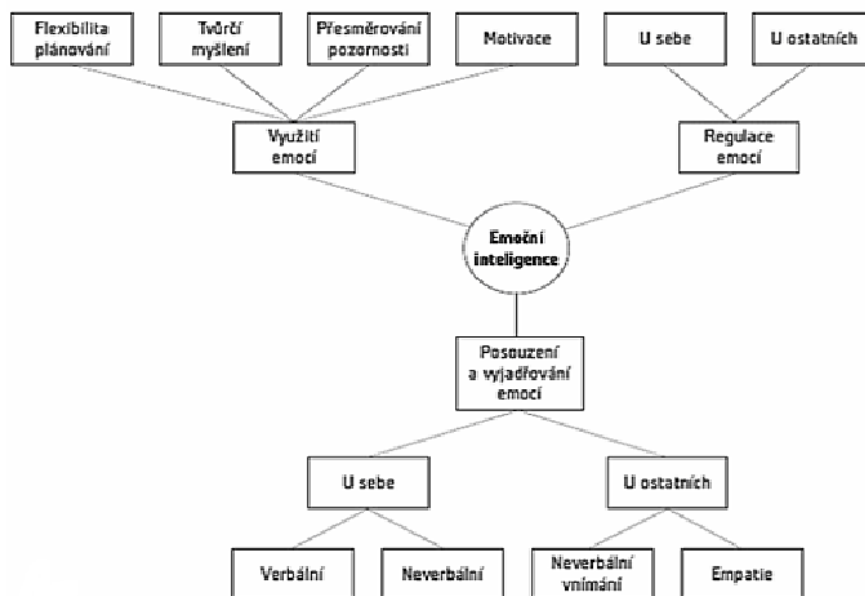 Flexibilita
plánování
Tvůrčí
myšlení
Přesměrování
pozornosti
Motivace
U sebe
U ostatních
Využití
emocí
Regulace
emocí
Emoční
inteligence
Posouzení
a vyjadřování
emocí
U sebe
U ostatních
Verbální
Neverbální
Neverbální
vnímání
Empatie